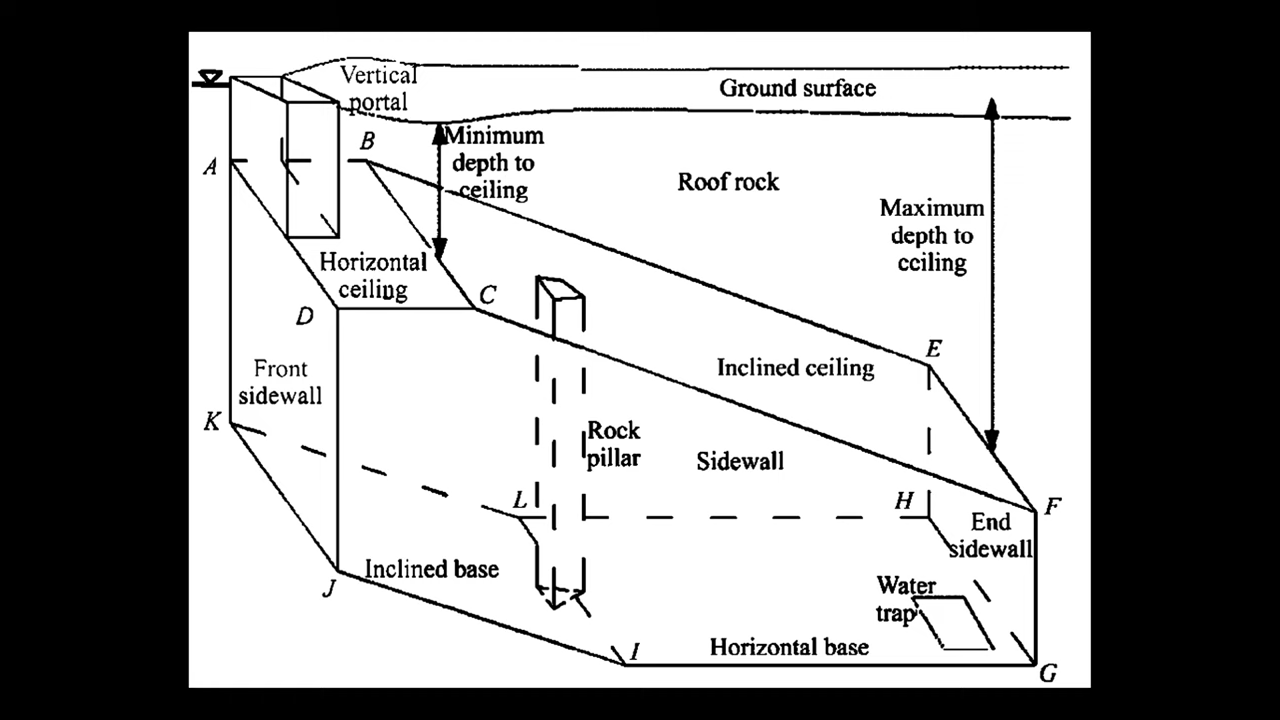 Vertical
portal
Ground surface
A
B
Minimum
depth to
ceiling
Roof rock
Maximum
depth to
cciling
Horizontal
ceiling
D
C
E
Inclined ceiling
Front
sidewall
K
Rock
pillar
Sidewall
L
H
F
End
sidewall
Inclined base
J
Water
trap
I
Horizontal base
G